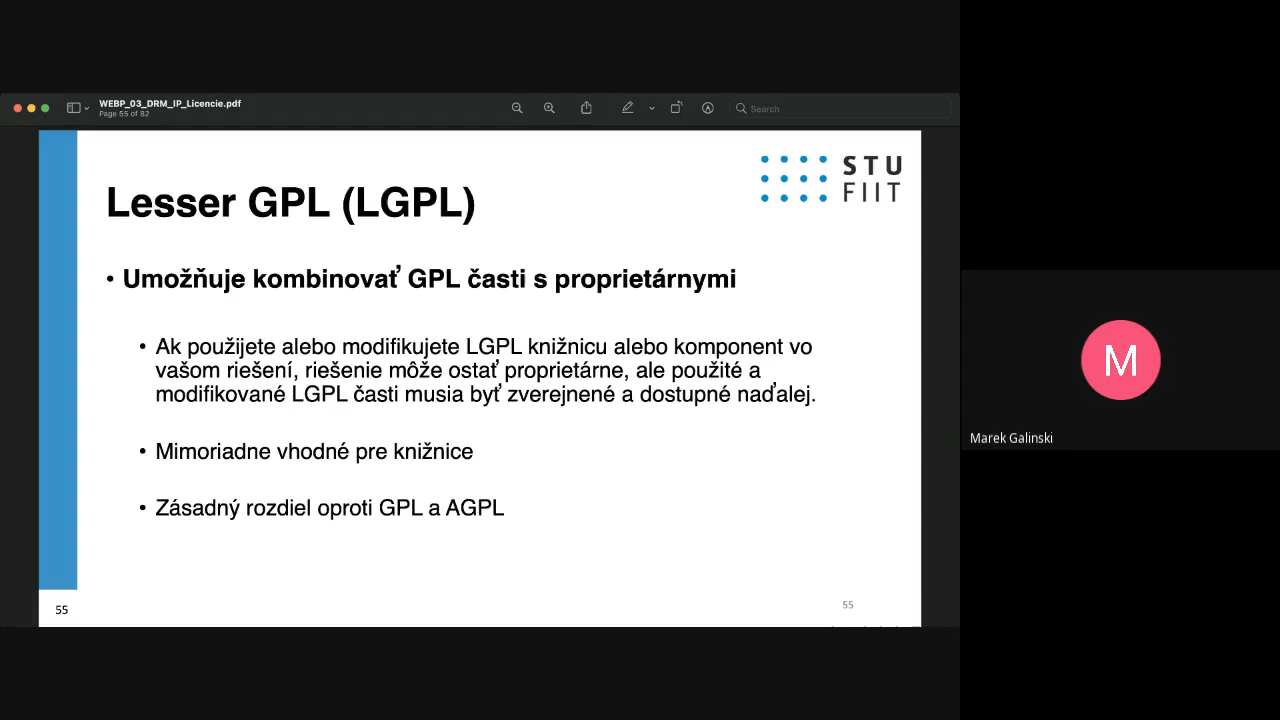 WEBP_03_DRM_IP_Licencie.pdf
Page 55 of 82
Search
STU
FIIT
Lesser GPL (LGPL)
• Umožňuje kombinovať GPL časti s proprietárnymi
• Ak použijete alebo modifikujete LGPL knižnicu alebo komponent vo
vašom riešení, riešenie môže ostať proprietárne, ale použité a
modifikované LGPL časti musia byť zverejnené a dostupné naďalej.
• Mimoriadne vhodné pre knižnice
• Zásadný rozdiel oproti GPL a AGPL
55
55
M
Marek Galinski